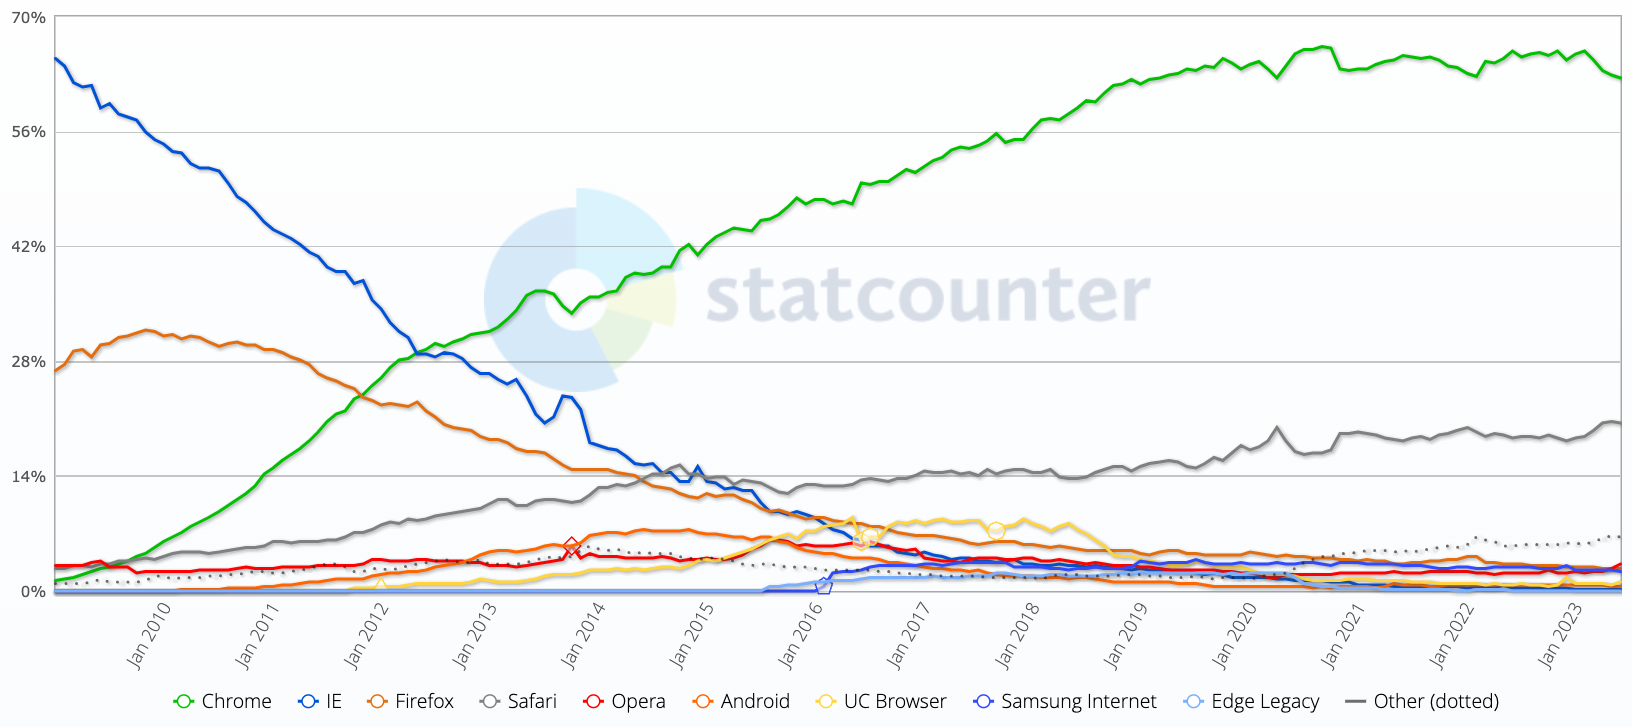 70%
56%
42%
28%
14%
0%
statcounter
Jan 2010
Jan 2011
Jan 2012
Jan 2013
Jan 2014
Jan 2015
Jan 2016
Jan 2017
Jan 2018
Jan 2019
Jan 2020
Jan 2021
Jan 2022
Jan 2023
Chrome IE Firefox Safari Opera Android UC Browser Samsung Internet Edge Legacy Other (dotted)